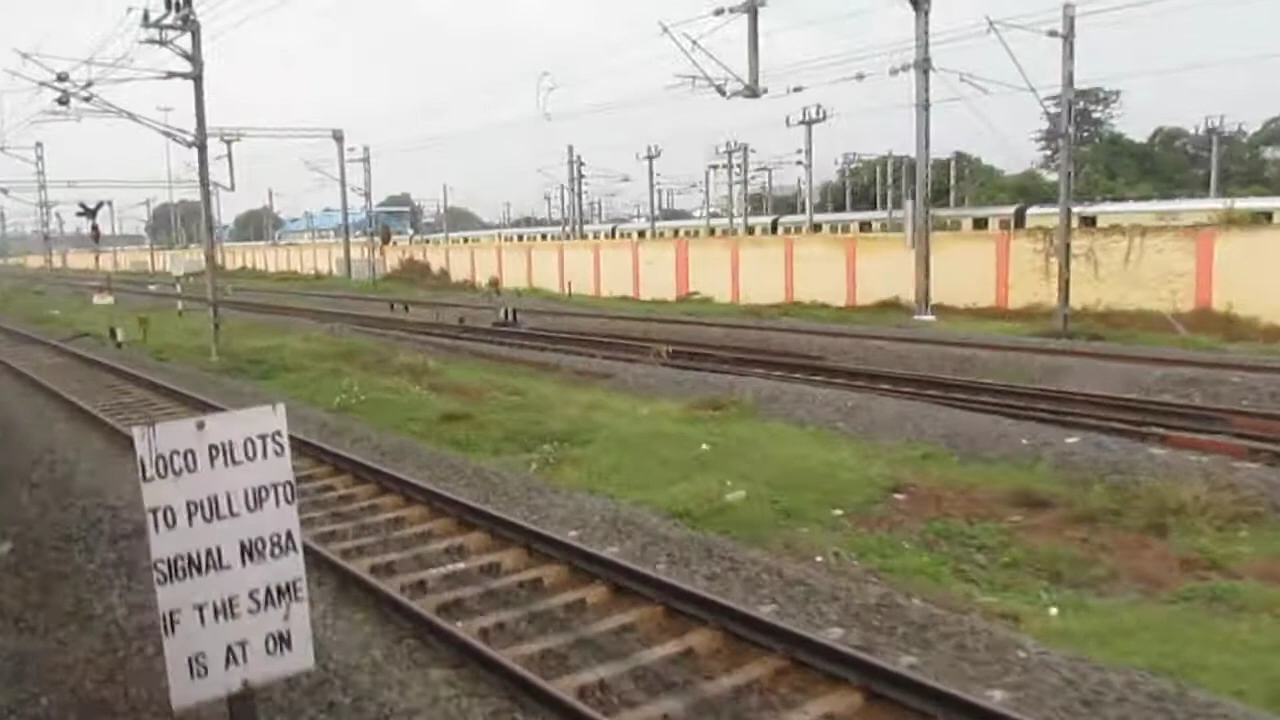 LOCO PILOTS
TO PULL UPTO
SIGNAL №8A
IF THE SAME
IS AT ON